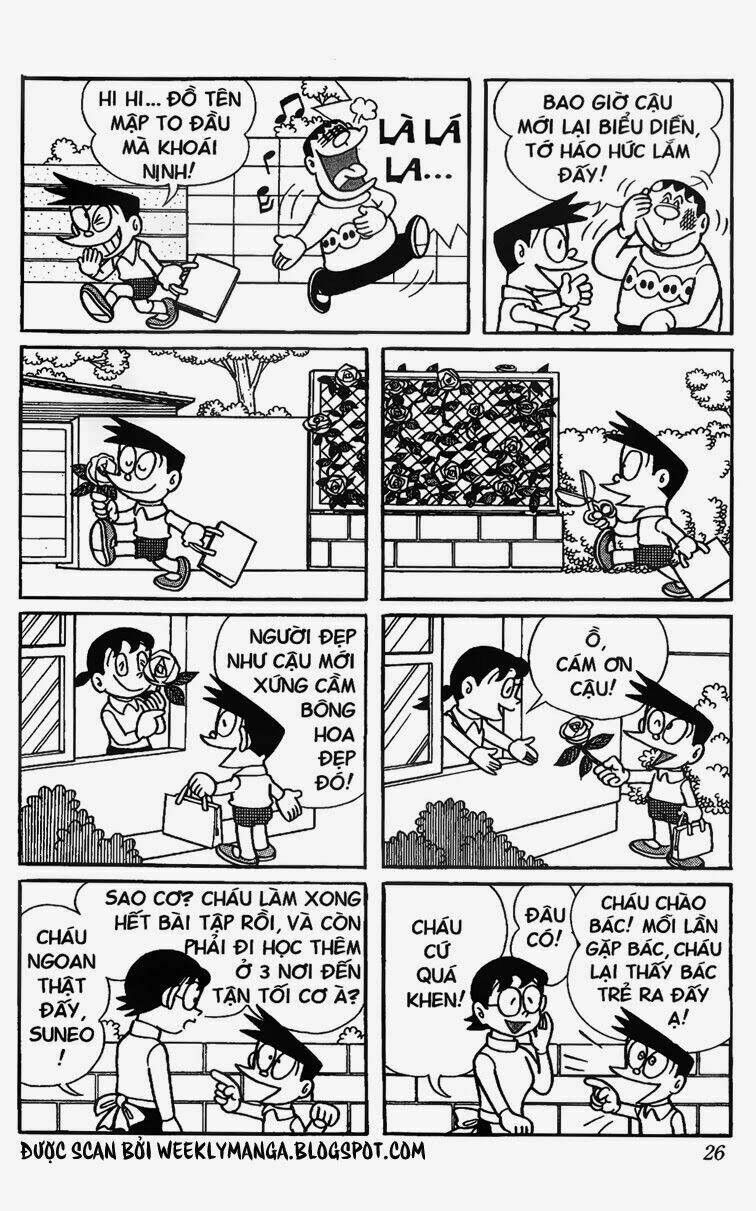 BAO GIỜ CẬU
MỚI LẠI BIỂU DIỄN,
TỚ HÁO HỨC LẮM
ĐẤY!
LÀ LÁ
LA...
HI HI... ĐỒ TÊN
MẬP TO ĐẦU
MÀ KHOÁI
NỊNH!
Ồ,
CÁM ƠN
CẬU!
NGƯỜI ĐẸP
NHƯ CẬU MỚI
XỨNG CẦM
BÔNG
HOA
ĐẸP
ĐÓ!
CHÁU CHÀO
BÁC! MỖI LẦN
GẶP BÁC, CHÁU
LẠI THẤY BÁC
TRẺ RA ĐẤY
Ạ!
ĐÂU
CÓ!
CHÁU
CỨ
QUÁ
KHEN!
SAO CƠ? CHÁU LÀM XONG
HẾT BÀI TẬP RỒI, VÀ CÒN
PHẢI ĐI HỌC THÊM
Ở 3 NƠI ĐẾN
TẬN TỐI CƠ À?
CHÁU
NGOAN
THẬT
ĐẤY,
SUNEO
!
ĐƯỢC SCAN BỞI WEEKLYMANGA.BLOGSPOT.COM
26